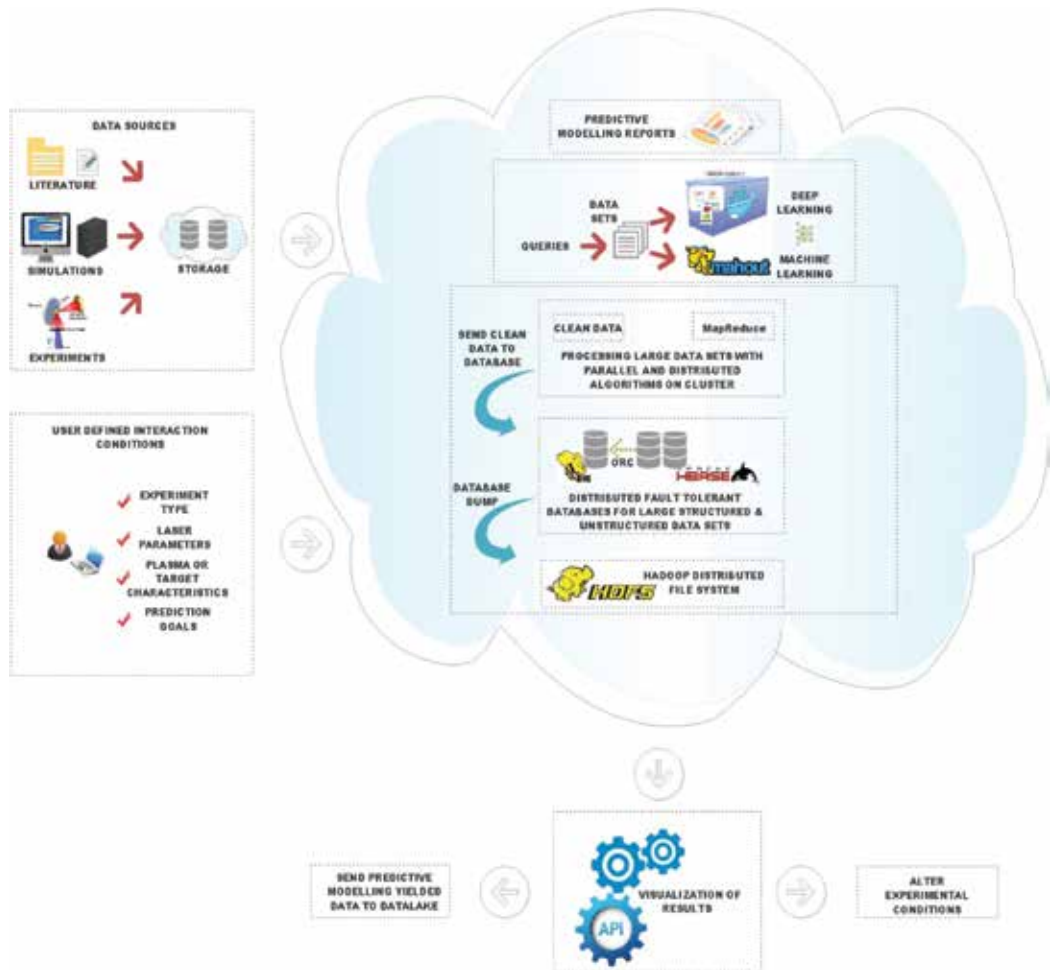 DATA SOURCES
LITERATURE
SIMULATIONS
STORAGE
EXPERIMENTS
USER DEFINED INTERACTION
CONDITIONS
EXPERIMENT
TYPE
LASER
PARAMETERS
PLASMA OR
TARGET
CHARACTERISTICS
PREDICTION
GOALS
PREDICTIVE
MODELLING REPORTS
QUERIES
DATA
SETS
DEEP
LEARNING
mahout
MACHINE
LEARNING
SEND CLEAN
DATA TO
DATABASE
CLEAN DATA
MapReduce
PROCESSING LARGE DATA SETS WITH
PARALLEL AND DISTRIBUTED
ALGORITHMS ON CLUSTER
DATABASE
DUMP
ORC
APACHE
HBASE
DISTRIBUTED FAULT TOLERANT
DATABASES FOR LARGE STRUCTURED &
UNSTRUCTURED DATA SETS
HDFS
HADOOP DISTRIBUTED
FILE SYSTEM
SEND PREDICTIVE
MODELLING YIELDED
DATA TO DATALAKE
API
VISUALIZATION OF
RESULTS
ALTER
EXPERIMENTAL
CONDITIONS